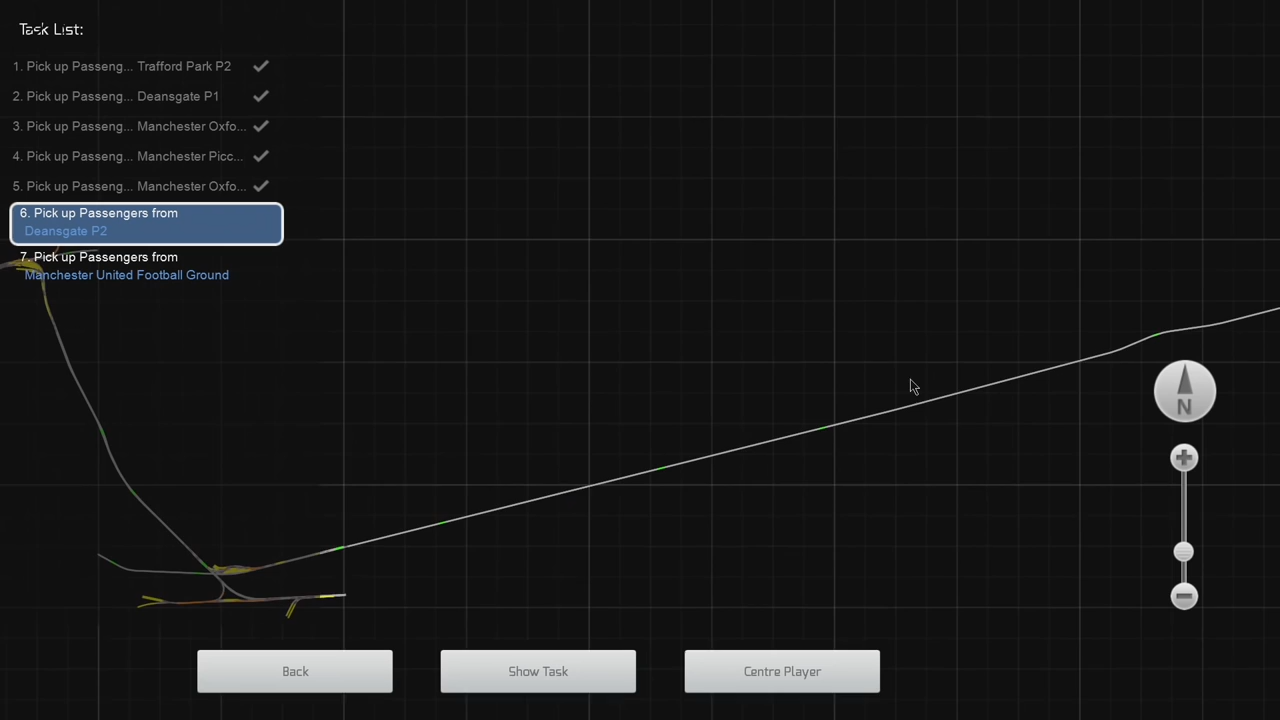 Task List:
1. Pick up Passeng... Trafford Park P2
2. Pick up Passeng... Deansgate P1
3. Pick up Passeng... Manchester Oxfo...
4. Pick up Passeng... Manchester Picc...
5. Pick up Passeng... Manchester Oxfo...
6. Pick up Passengers from
Deansgate P2
7. Pick up Passengers from
Manchester United Football Ground
N
Back
Show Task
Centre Player